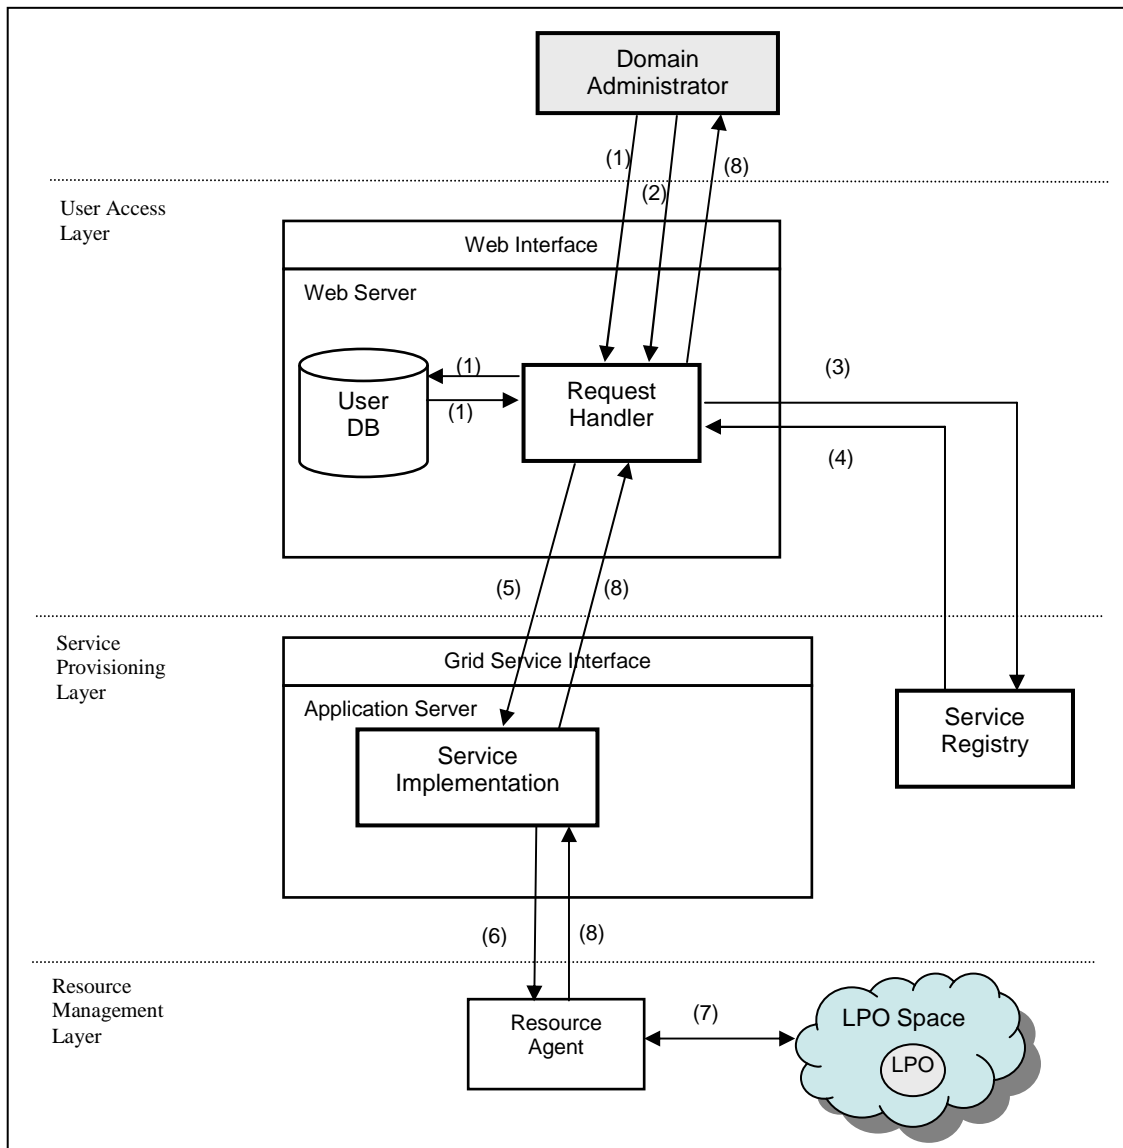 Domain
Administrator
(1)
(2)
(8)
User Access
Layer
Web Interface
Web Server
User
DB
(1)
(1)
Request
Handler
(3)
(4)
(5)
(8)
Service
Provisioning
Layer
Grid Service Interface
Application Server
Service
Implementation
Service
Registry
(6)
(8)
Resource
Management
Layer
Resource
Agent
(7)
LPO Space
LPO